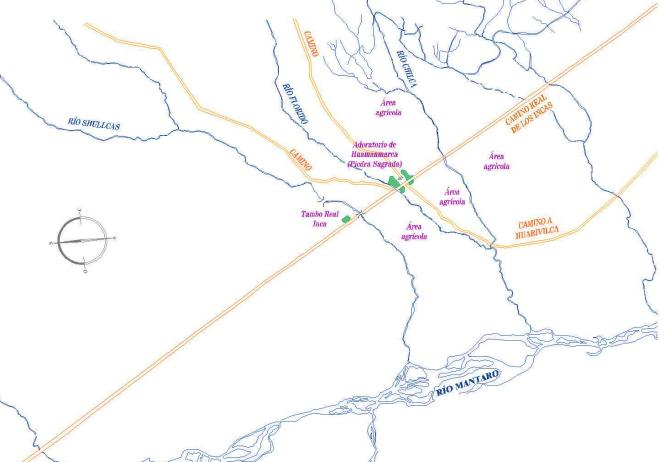 RÍO SHULLCAS
CAMINO
RÍO FLORIDO
RÍO CHILCA
Área
agrícola
CAMINO REAL
DE LOS INCAS
Adoratorio de
Huamanmarca
(Piedra Sagrada)
CAMINO
Área
agrícola
Área
agrícola
Tambo Real
Inca
Área
agrícola
CAMINO A
HUARIVILCA
RÍO MANTARO